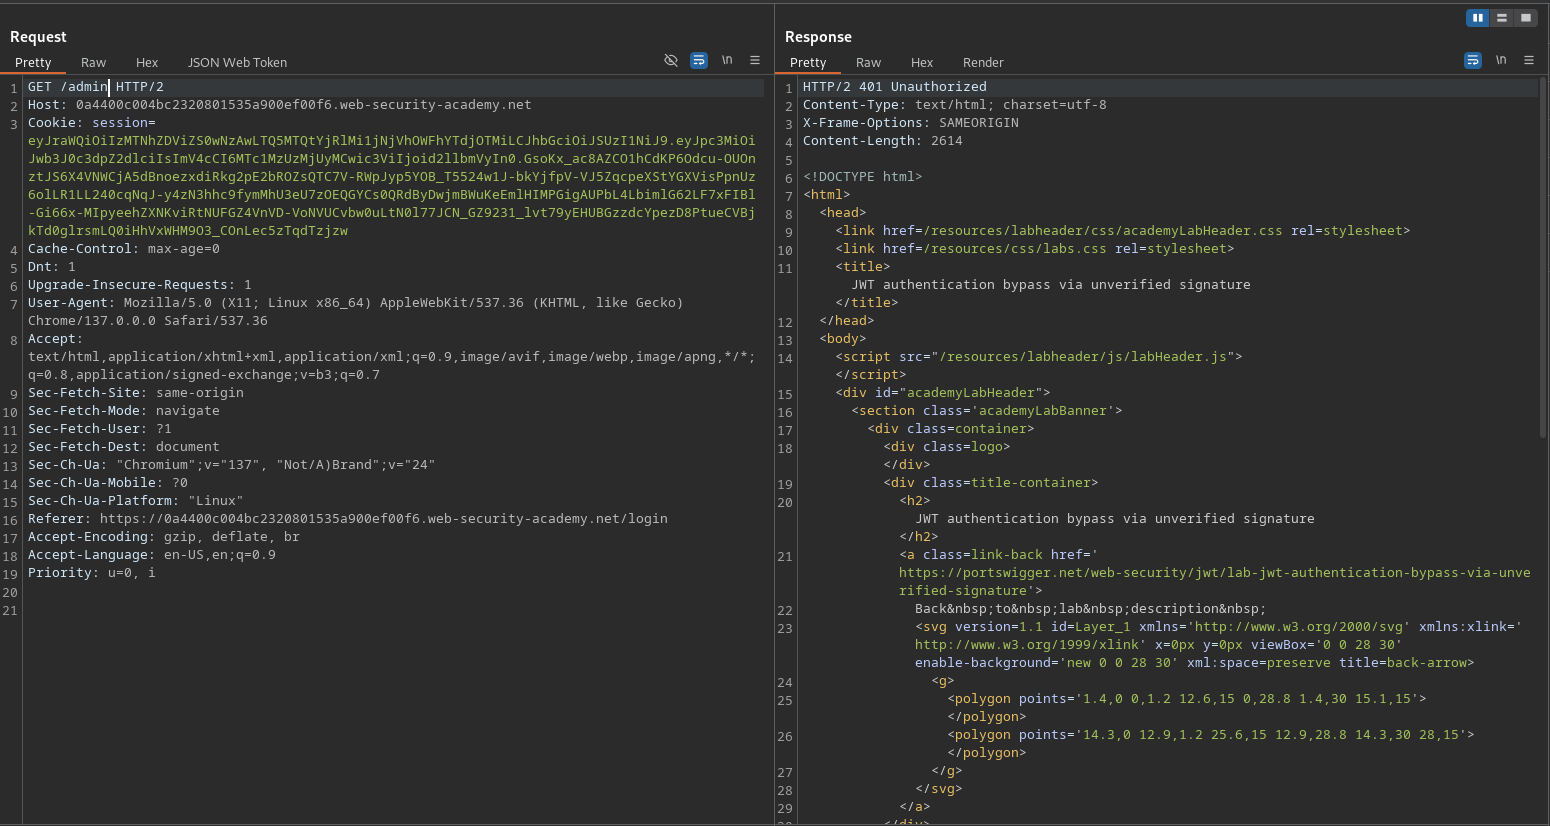 Request
Pretty Raw Hex JSON Web Token \n
1 GET /admin HTTP/2
2 Host: 0a4400c004bc2320801535a900ef00f6.web-security-academy.net
3 Cookie: session=
eyJraWQiOiIzMTNhZDViZS0wNzAwLTQ5MTQtYjRlMi1jNjVhOWFhYTdjOTMiLCJhbGciOiJSUzI1NiJ9.eyJpc3MiOi
Jwb3J0c3dpZ2dlciIsImV4cCI6MTc1MzUzMjUyMCwic3ViIjoid2llbmVyIn0.GsoKx_ac8AZCO1hCdKP6Odcu-OUOn
ztJS6X4VNWCjA5dBnoezxdiRkg2pE2bROZsQTC7V-RWpJyp5YOB_T5524w1J-bkYjfpV-VJ5ZqcpeXStYGXVisPpnUz
6olLR1LL240cqNqJ-y4zN3hhc9fymMhU3eU7zOEQGYCs0QRdByDwjmBWuKeEmlHIMPGigAUPbL4LbimlG62LF7xFIBl
-Gi66x-MIpyeehZXNKviRtNUFGZ4VnVD-VoNVUCvbw0uLtN0l77JCN_GZ9231_lvt79yEHUBGzzdcYpezD8PtueCVBj
kTd0glrsmLQ0iHhVxWHM9O3_COnLec5zTqdTzjzw
4 Cache-Control: max-age=0
5 Dnt: 1
6 Upgrade-Insecure-Requests: 1
7 User-Agent: Mozilla/5.0 (X11; Linux x86_64) AppleWebKit/537.36 (KHTML, like Gecko)
Chrome/137.0.0.0 Safari/537.36
8 Accept:
text/html,application/xhtml+xml,application/xml;q=0.9,image/avif,image/webp,image/apng,*/*;
q=0.8,application/signed-exchange;v=b3;q=0.7
9 Sec-Fetch-Site: same-origin
10 Sec-Fetch-Mode: navigate
11 Sec-Fetch-User: ?1
12 Sec-Fetch-Dest: document
13 Sec-Ch-Ua: "Chromium";v="137", "Not/A)Brand";v="24"
14 Sec-Ch-Ua-Mobile: ?0
15 Sec-Ch-Ua-Platform: "Linux"
16 Referer: https://0a4400c004bc2320801535a900ef00f6.web-security-academy.net/login
17 Accept-Encoding: gzip, deflate, br
18 Accept-Language: en-US,en;q=0.9
19 Priority: u=0, i
20
21
Response
Pretty Raw Hex Render \n
1 HTTP/2 401 Unauthorized
2 Content-Type: text/html; charset=utf-8
3 X-Frame-Options: SAMEORIGIN
4 Content-Length: 2614
5
6 <!DOCTYPE html>
7 <html>
8 <head>
9 <link href=/resources/labheader/css/academyLabHeader.css rel=stylesheet>
10 <link href=/resources/css/labs.css rel=stylesheet>
11 <title>
JWT authentication bypass via unverified signature
</title>
12 </head>
13 <body>
14 <script src="/resources/labheader/js/labHeader.js">
</script>
15 <div id="academyLabHeader">
16 <section class='academyLabBanner'>
17 <div class=container>
18 <div class=logo>
</div>
19 <div class=title-container>
20 <h2>
JWT authentication bypass via unverified signature
</h2>
21 <a class=link-back href='
https://portswigger.net/web-security/jwt/lab-jwt-authentication-bypass-via-unve
rified-signature'>
22 Back&nbsp;to&nbsp;lab&nbsp;description&nbsp;
23 <svg version=1.1 id=Layer_1 xmlns='http://www.w3.org/2000/svg' xmlns:xlink='
http://www.w3.org/1999/xlink' x=0px y=0px viewBox='0 0 28 30'
enable-background='new 0 0 28 30' xml:space=preserve title=back-arrow>
24 <g>
25 <polygon points='1.4,0 0,1.2 12.6,15 0,28.8 1.4,30 15.1,15'>
</polygon>
26 <polygon points='14.3,0 12.9,1.2 25.6,15 12.9,28.8 14.3,30 28,15'>
</polygon>
27 </g>
28 </svg>
29 </a>
30 </div>